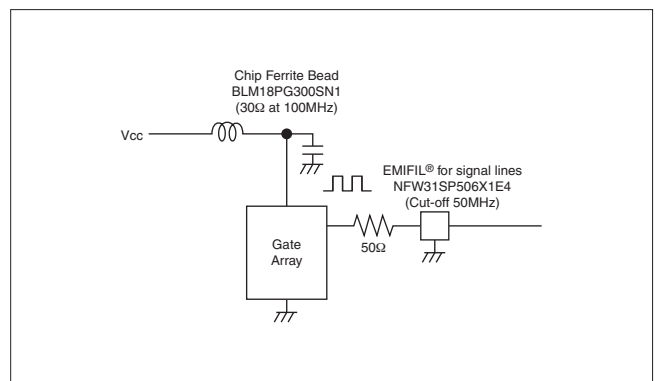 Chip Ferrite Bead
BLM18PG300SN1
(30Ω at 100MHz)
Vcc
EMIFIL® for signal lines
NFW31SP506X1E4
(Cut-off 50MHz)
50Ω
Gate
Array